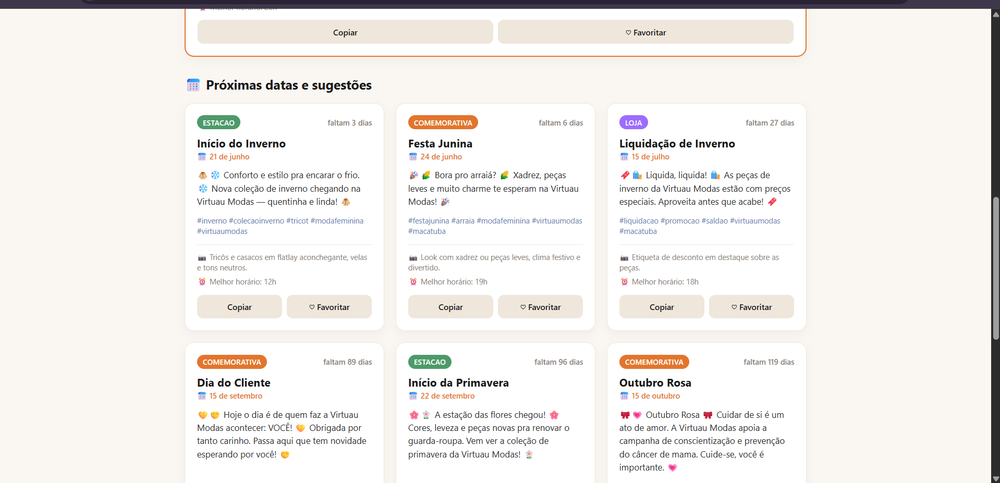 Melhor horário: 20h
Copiar
♡ Favoritar
Próximas datas e sugestões
ESTACAO
faltam 3 dias
Início do Inverno
21 de junho
Conforto e estilo pra encarar o frio.
Nova coleção de inverno chegando na
Virtuau Modas — quentinha e linda!
#inverno #colecaoinverno #tricot #modafeminina
#virtuaumodas
Tricôs e casacos em flatlay aconchegante, velas
e tons neutros.
Melhor horário: 12h
Copiar
♡ Favoritar
COMEMORATIVA
faltam 6 dias
Festa Junina
24 de junho
Bora pro arraiá? Xadrez, peças
leves e muito charme te esperam na Virtuau
Modas!
#festajunina #arraia #modafeminina #virtuaumodas
#macatuba
Look com xadrez ou peças leves, clima festivo e
divertido.
Melhor horário: 19h
Copiar
♡ Favoritar
LOJA
faltam 27 dias
Liquidação de Inverno
15 de julho
Liquida, liquida! As peças de
inverno da Virtuau Modas estão com preços
especiais. Aproveita antes que acabe!
#liquidacao #promocao #saldao #virtuaumodas
#macatuba
Etiqueta de desconto em destaque sobre as
peças.
Melhor horário: 18h
Copiar
♡ Favoritar
COMEMORATIVA
faltam 89 dias
Dia do Cliente
15 de setembro
Hoje o dia é de quem faz a Virtuau
Modas acontecer: VOCÊ! Obrigada por
tanto carinho. Passa aqui que tem novidade
esperando por você!
ESTACAO
faltam 96 dias
Início da Primavera
22 de setembro
A estação das flores chegou!
Cores, leveza e peças novas pra renovar o
guarda-roupa. Vem ver a coleção de
primavera da Virtuau Modas!
COMEMORATIVA
faltam 119 dias
Outubro Rosa
15 de outubro
Outubro Rosa Cuidar de si é um
ato de amor. A Virtuau Modas apoia a
campanha de conscientização e prevenção
do câncer de mama. Cuide-se, você é
importante.